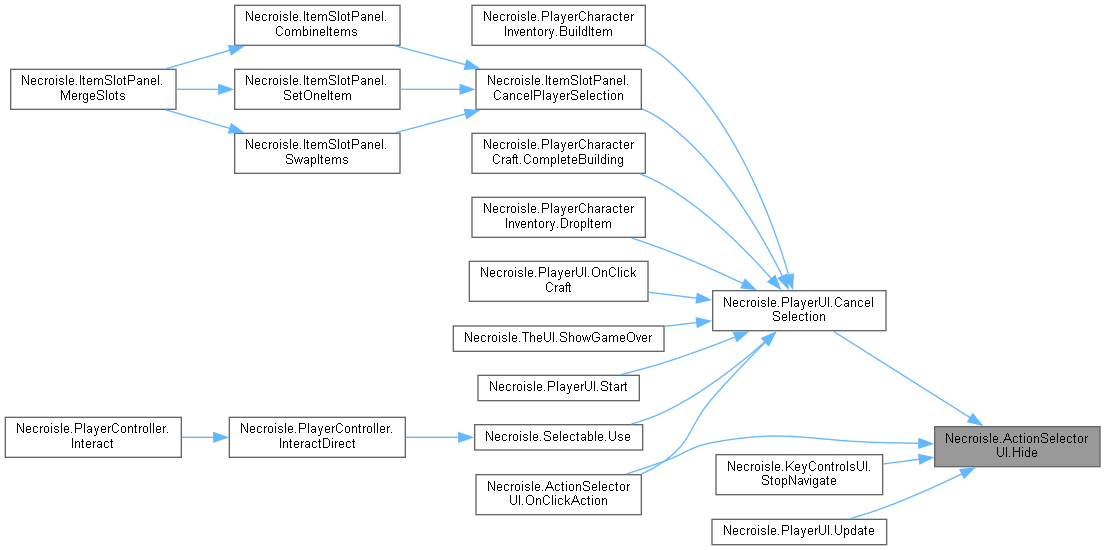 Necroisle.ItemSlotPanel.
MergeSlots
Necroisle.ItemSlotPanel.
CombineItems
Necroisle.ItemSlotPanel.
SetOneItem
Necroisle.ItemSlotPanel.
SwapItems
Necroisle.PlayerCharacter
Inventory.BuildItem
Necroisle.ItemSlotPanel.
CancelPlayerSelection
Necroisle.PlayerCharacter
Craft.CompleteBuilding
Necroisle.PlayerCharacter
Inventory.DropItem
Necroisle.PlayerUI.OnClick
Craft
Necroisle.TheUI.ShowGameOver
Necroisle.PlayerUI.Start
Necroisle.PlayerController.
Interact
Necroisle.PlayerController.
InteractDirect
Necroisle.Selectable.Use
Necroisle.ActionSelector
UI.OnClickAction
Necroisle.PlayerUI.Cancel
Selection
Necroisle.KeyControlsUI.
StopNavigate
Necroisle.PlayerUI.Update
Necroisle.ActionSelector
UI.Hide